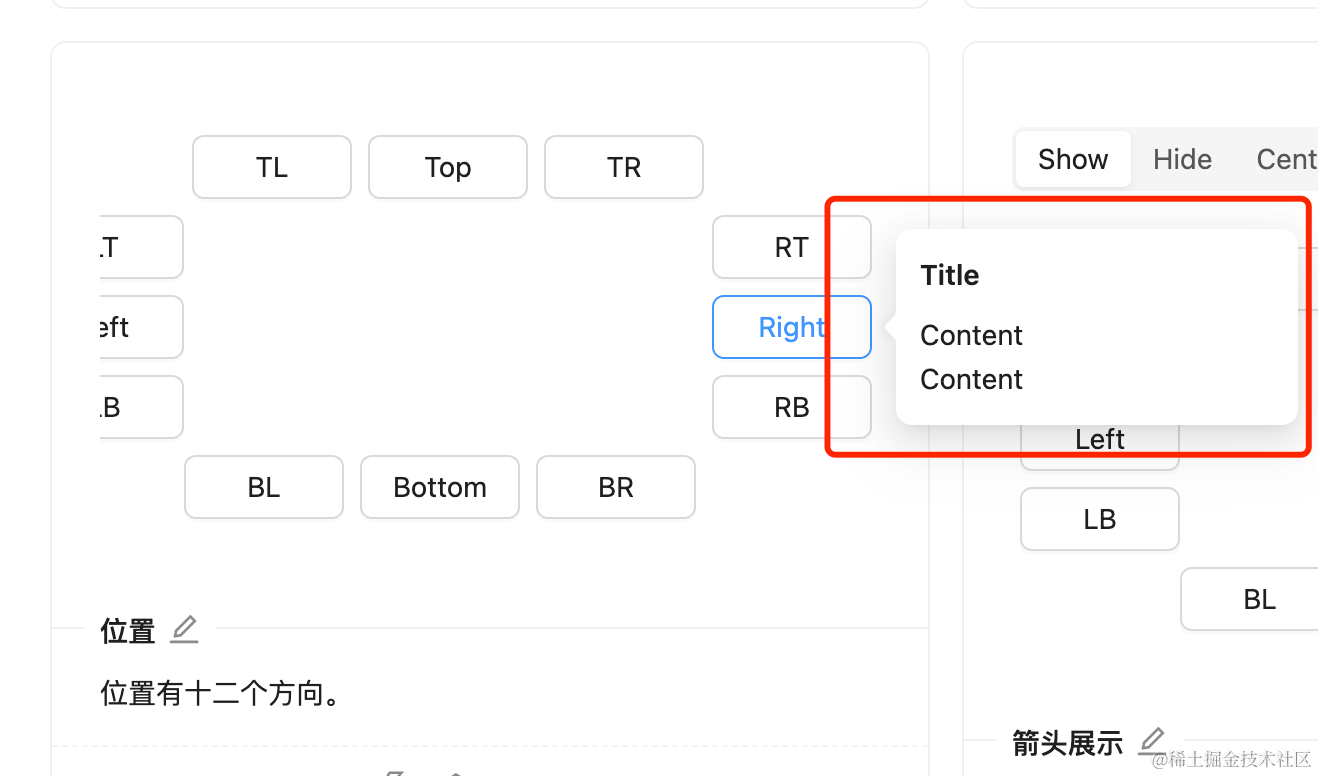 TL Top TR
LT RT
eft Right
LB RB
BL Bottom BR
位置
位置有十二个方向。
Show Hide Cent
Title
Content
Content
Left
LB
BL
箭头展示
@稀土掘金技术社区